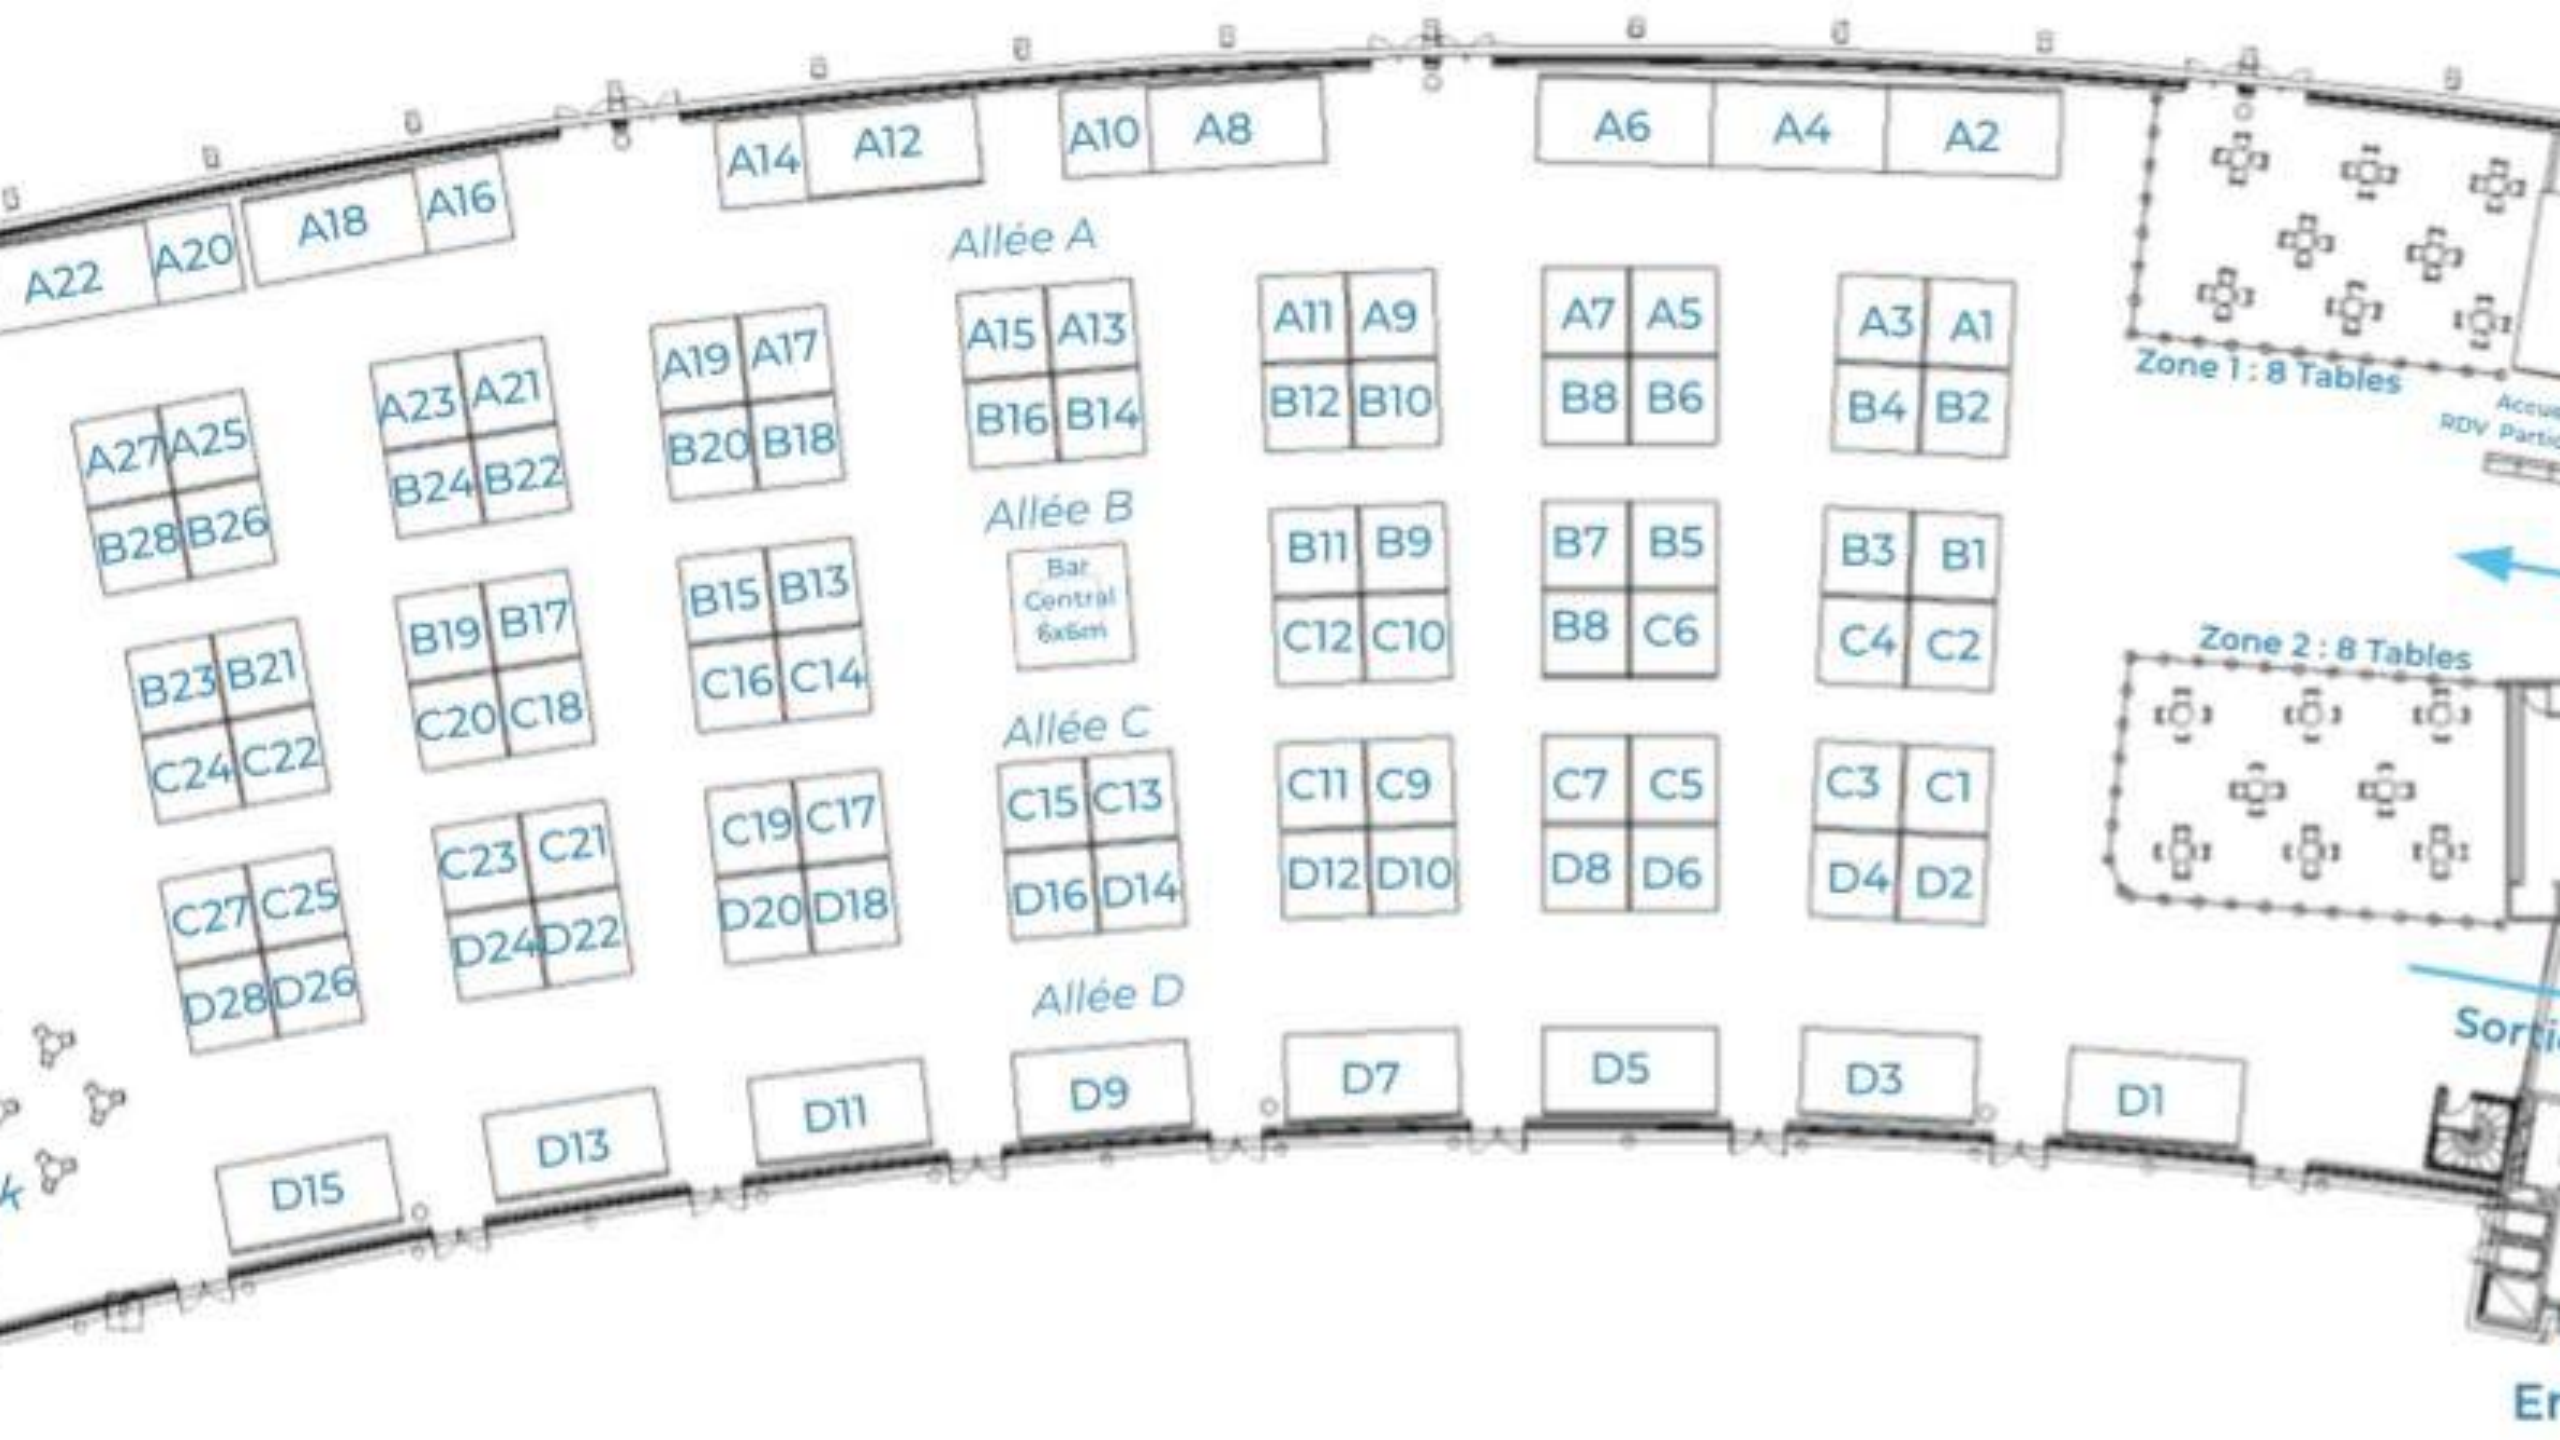 A22 A20 A18 A16 A14 A12 A10 A8 A6 A4 A2
Allée A
A27 A25 A23 A21 A19 A17 A15 A13 A11 A9 A7 A5 A3 A1
B28 B26 B24 B22 B20 B18 B16 B14 B12 B10 B8 B6 B4 B2
Zone 1 : 8 Tables
RDV
Allée B
Bar
Central
6x6m
B23 B21 B19 B17 B15 B13 B11 B9 B7 B5 B3 B1
C24 C22 C20 C18 C16 C14 C12 C10 B8 C6 C4 C2
Zone 2 : 8 Tables
Allée C
C27 C25 C23 C21 C19 C17 C15 C13 C11 C9 C7 C5 C3 C1
D28 D26 D24 D22 D20 D18 D16 D14 D12 D10 D8 D6 D4 D2
Allée D
D15 D13 D11 D9 D7 D5 D3 D1